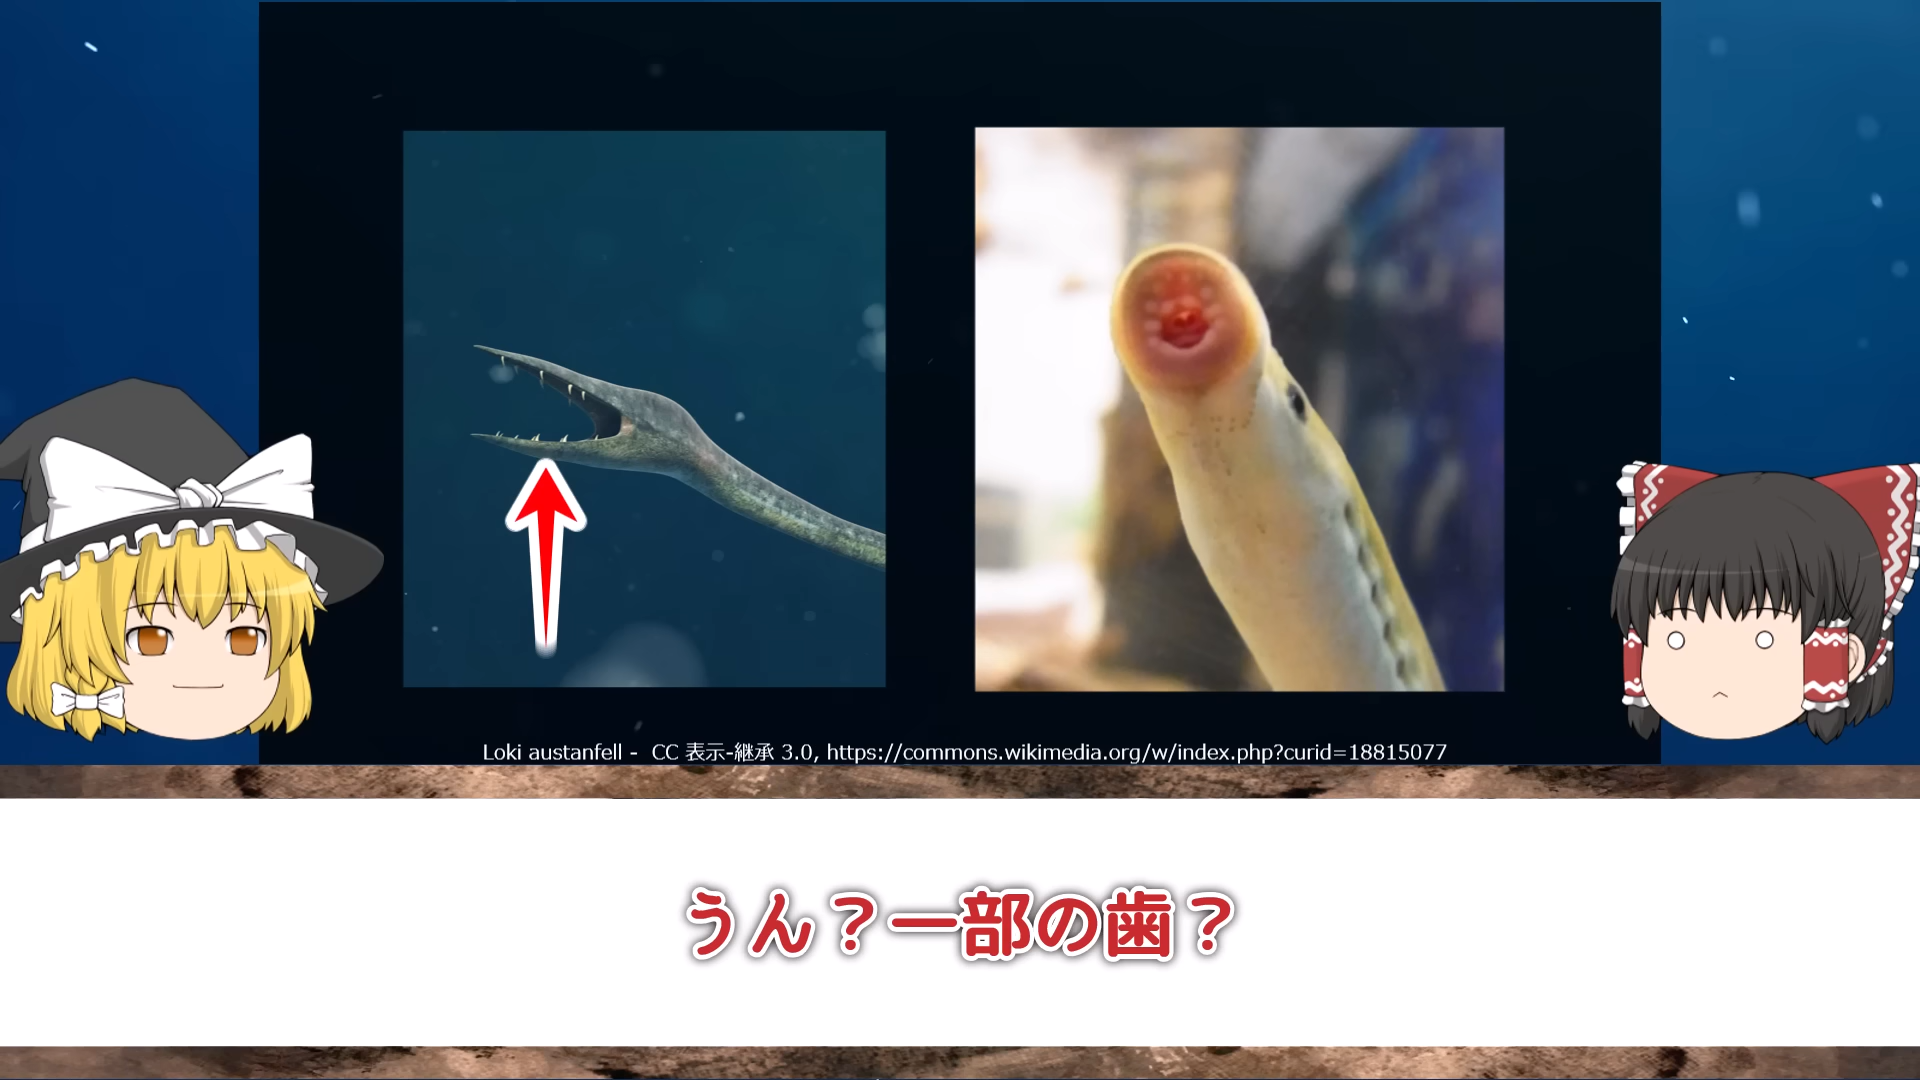 Loki austanfell -  CC 表示-継承 3.0, https://commons.wikimedia.org/w/index.php?curid=18815077
うん？一部の歯？